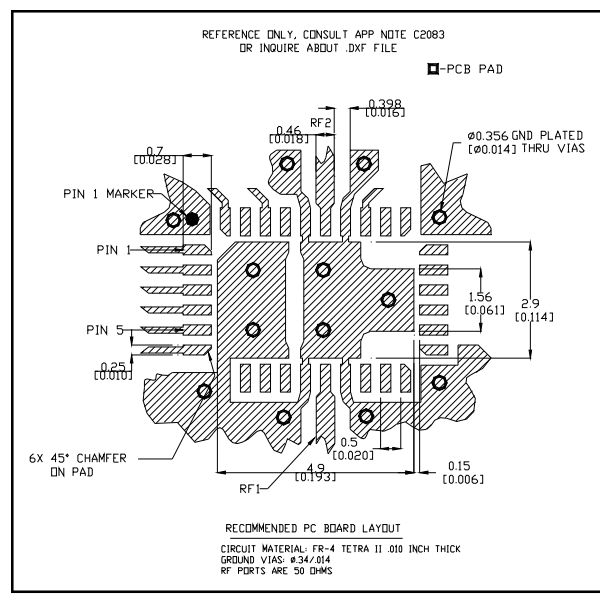 REFERENCE ONLY, CONSULT APP NOTE C2083
OR INQUIRE ABOUT .DXF FILE
-PCB PAD
0.398
[0.016]
RF2
0.46
[0.018]
0.7
[0.028]
Ø0.356 GND PLATED
[Ø0.014] THRU VIAS
PIN 1 MARKER
PIN 1
1.56
[0.061]
2.9
[0.114]
PIN 5
0.25
[0.010]
6X 45° CHAMFER
ON PAD
0.5
[0.020]
4.9
[0.193]
0.15
[0.006]
RF1
RECOMMENDED PC BOARD LAYOUT
CIRCUIT MATERIAL: FR-4 TETRA II .010 INCH THICK
GROUND VIAS: Ø.34/.014
RF PORTS ARE 50 OHMS